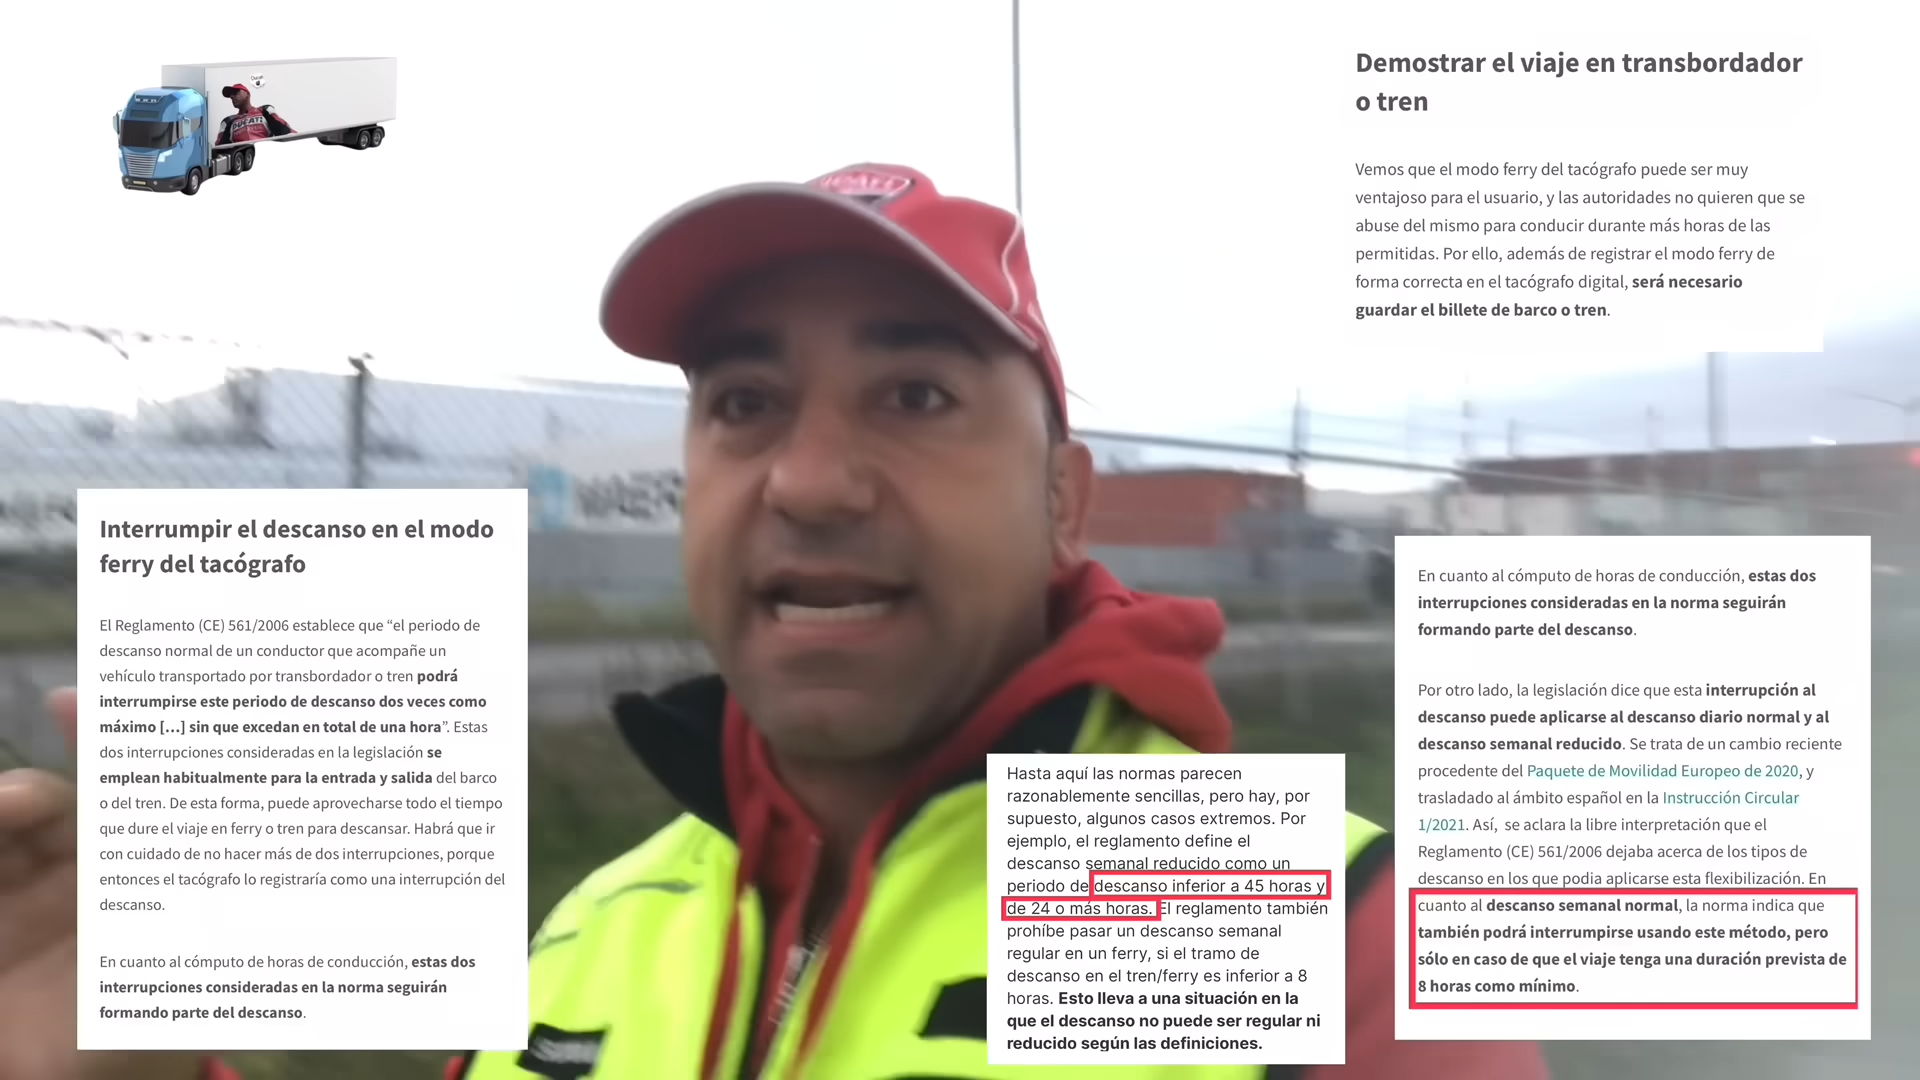 DUCATI
Demostrar el viaje en transbordador
o tren
Vemos que el modo ferry del tacógrafo puede ser muy
ventajoso para el usuario, y las autoridades no quieren que se
abuse del mismo para conducir durante más horas de las
permitidas. Por ello, además de registrar el modo ferry de
forma correcta en el tacógrafo digital, será necesario
guardar el billete de barco o tren.
Interrumpir el descanso en el modo
ferry del tacógrafo
El Reglamento (CE) 561/2006 establece que “el periodo de
descanso normal de un conductor que acompañe un
vehículo transportado por transbordador o tren podrá
interrumpirse este periodo de descanso dos veces como
máximo [...] sin que excedan en total de una hora”. Estas
dos interrupciones consideradas en la legislación se
emplean habitualmente para la entrada y salida del barco
o del tren. De esta forma, puede aprovecharse todo el tiempo
que dure el viaje en ferry o tren para descansar. Habrá que ir
con cuidado de no hacer más de dos interrupciones, porque
entonces el tacógrafo lo registraría como una interrupción del
descanso.
En cuanto al cómputo de horas de conducción, estas dos
interrupciones consideradas en la norma seguirán
formando parte del descanso.
Hasta aquí las normas parecen
razonablemente sencillas, pero hay, por
supuesto, algunos casos extremos. Por
ejemplo, el reglamento define el
descanso semanal reducido como un
periodo de descanso inferior a 45 horas y
de 24 o más horas. El reglamento también
prohíbe pasar un descanso semanal
regular en un ferry, si el tramo de
descanso en el tren/ferry es inferior a 8
horas. Esto lleva a una situación en la
que el descanso no puede ser regular ni
reducido según las definiciones.
En cuanto al cómputo de horas de conducción, estas dos
interrupciones consideradas en la norma seguirán
formando parte del descanso.
Por otro lado, la legislación dice que esta interrupción al
descanso puede aplicarse al descanso diario normal y al
descanso semanal reducido. Se trata de un cambio reciente
procedente del Paquete de Movilidad Europeo de 2020, y
trasladado al ámbito español en la Instrucción Circular
1/2021. Así, se aclara la libre interpretación que el
Reglamento (CE) 561/2006 dejaba acerca de los tipos de
descanso en los que podia aplicarse esta flexibilización. En
cuanto al descanso semanal normal, la norma indica que
también podrá interrumpirse usando este método, pero
sólo en caso de que el viaje tenga una duración prevista de
8 horas como mínimo.